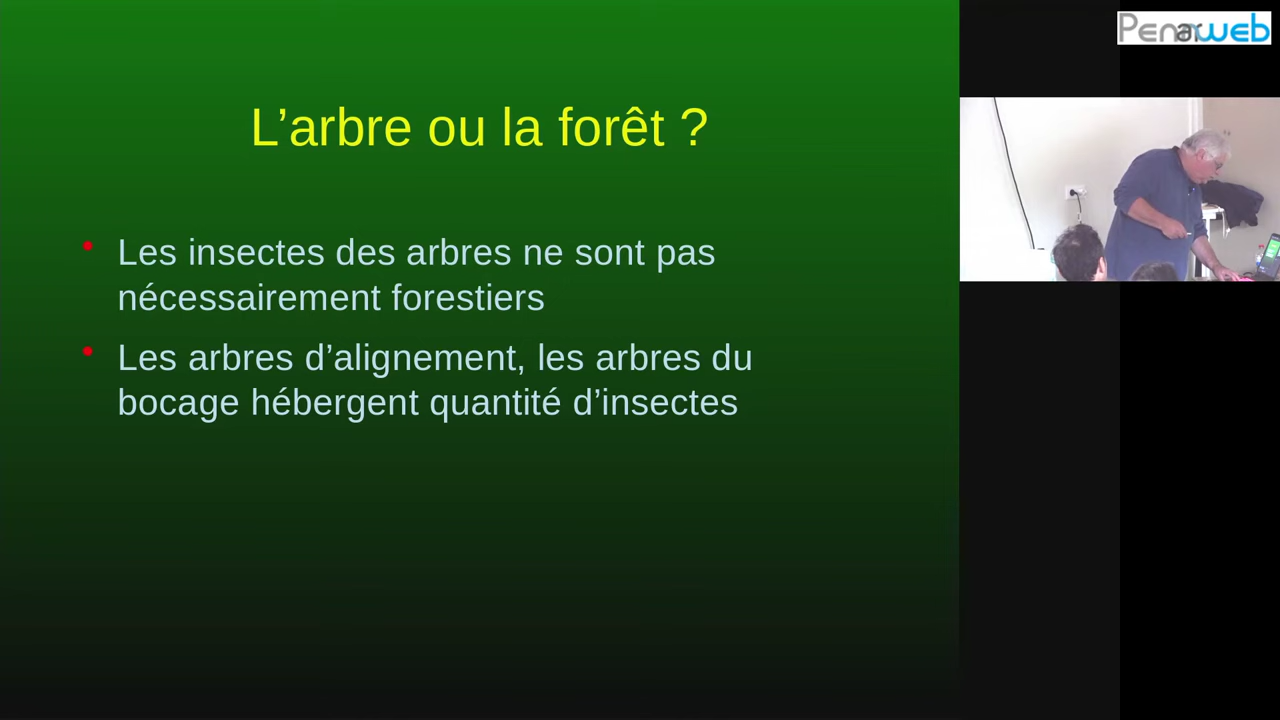 Penarweb
L’arbre ou la forêt ?
Les insectes des arbres ne sont pas
nécessairement forestiers
Les arbres d’alignement, les arbres du
bocage hébergent quantité d’insectes